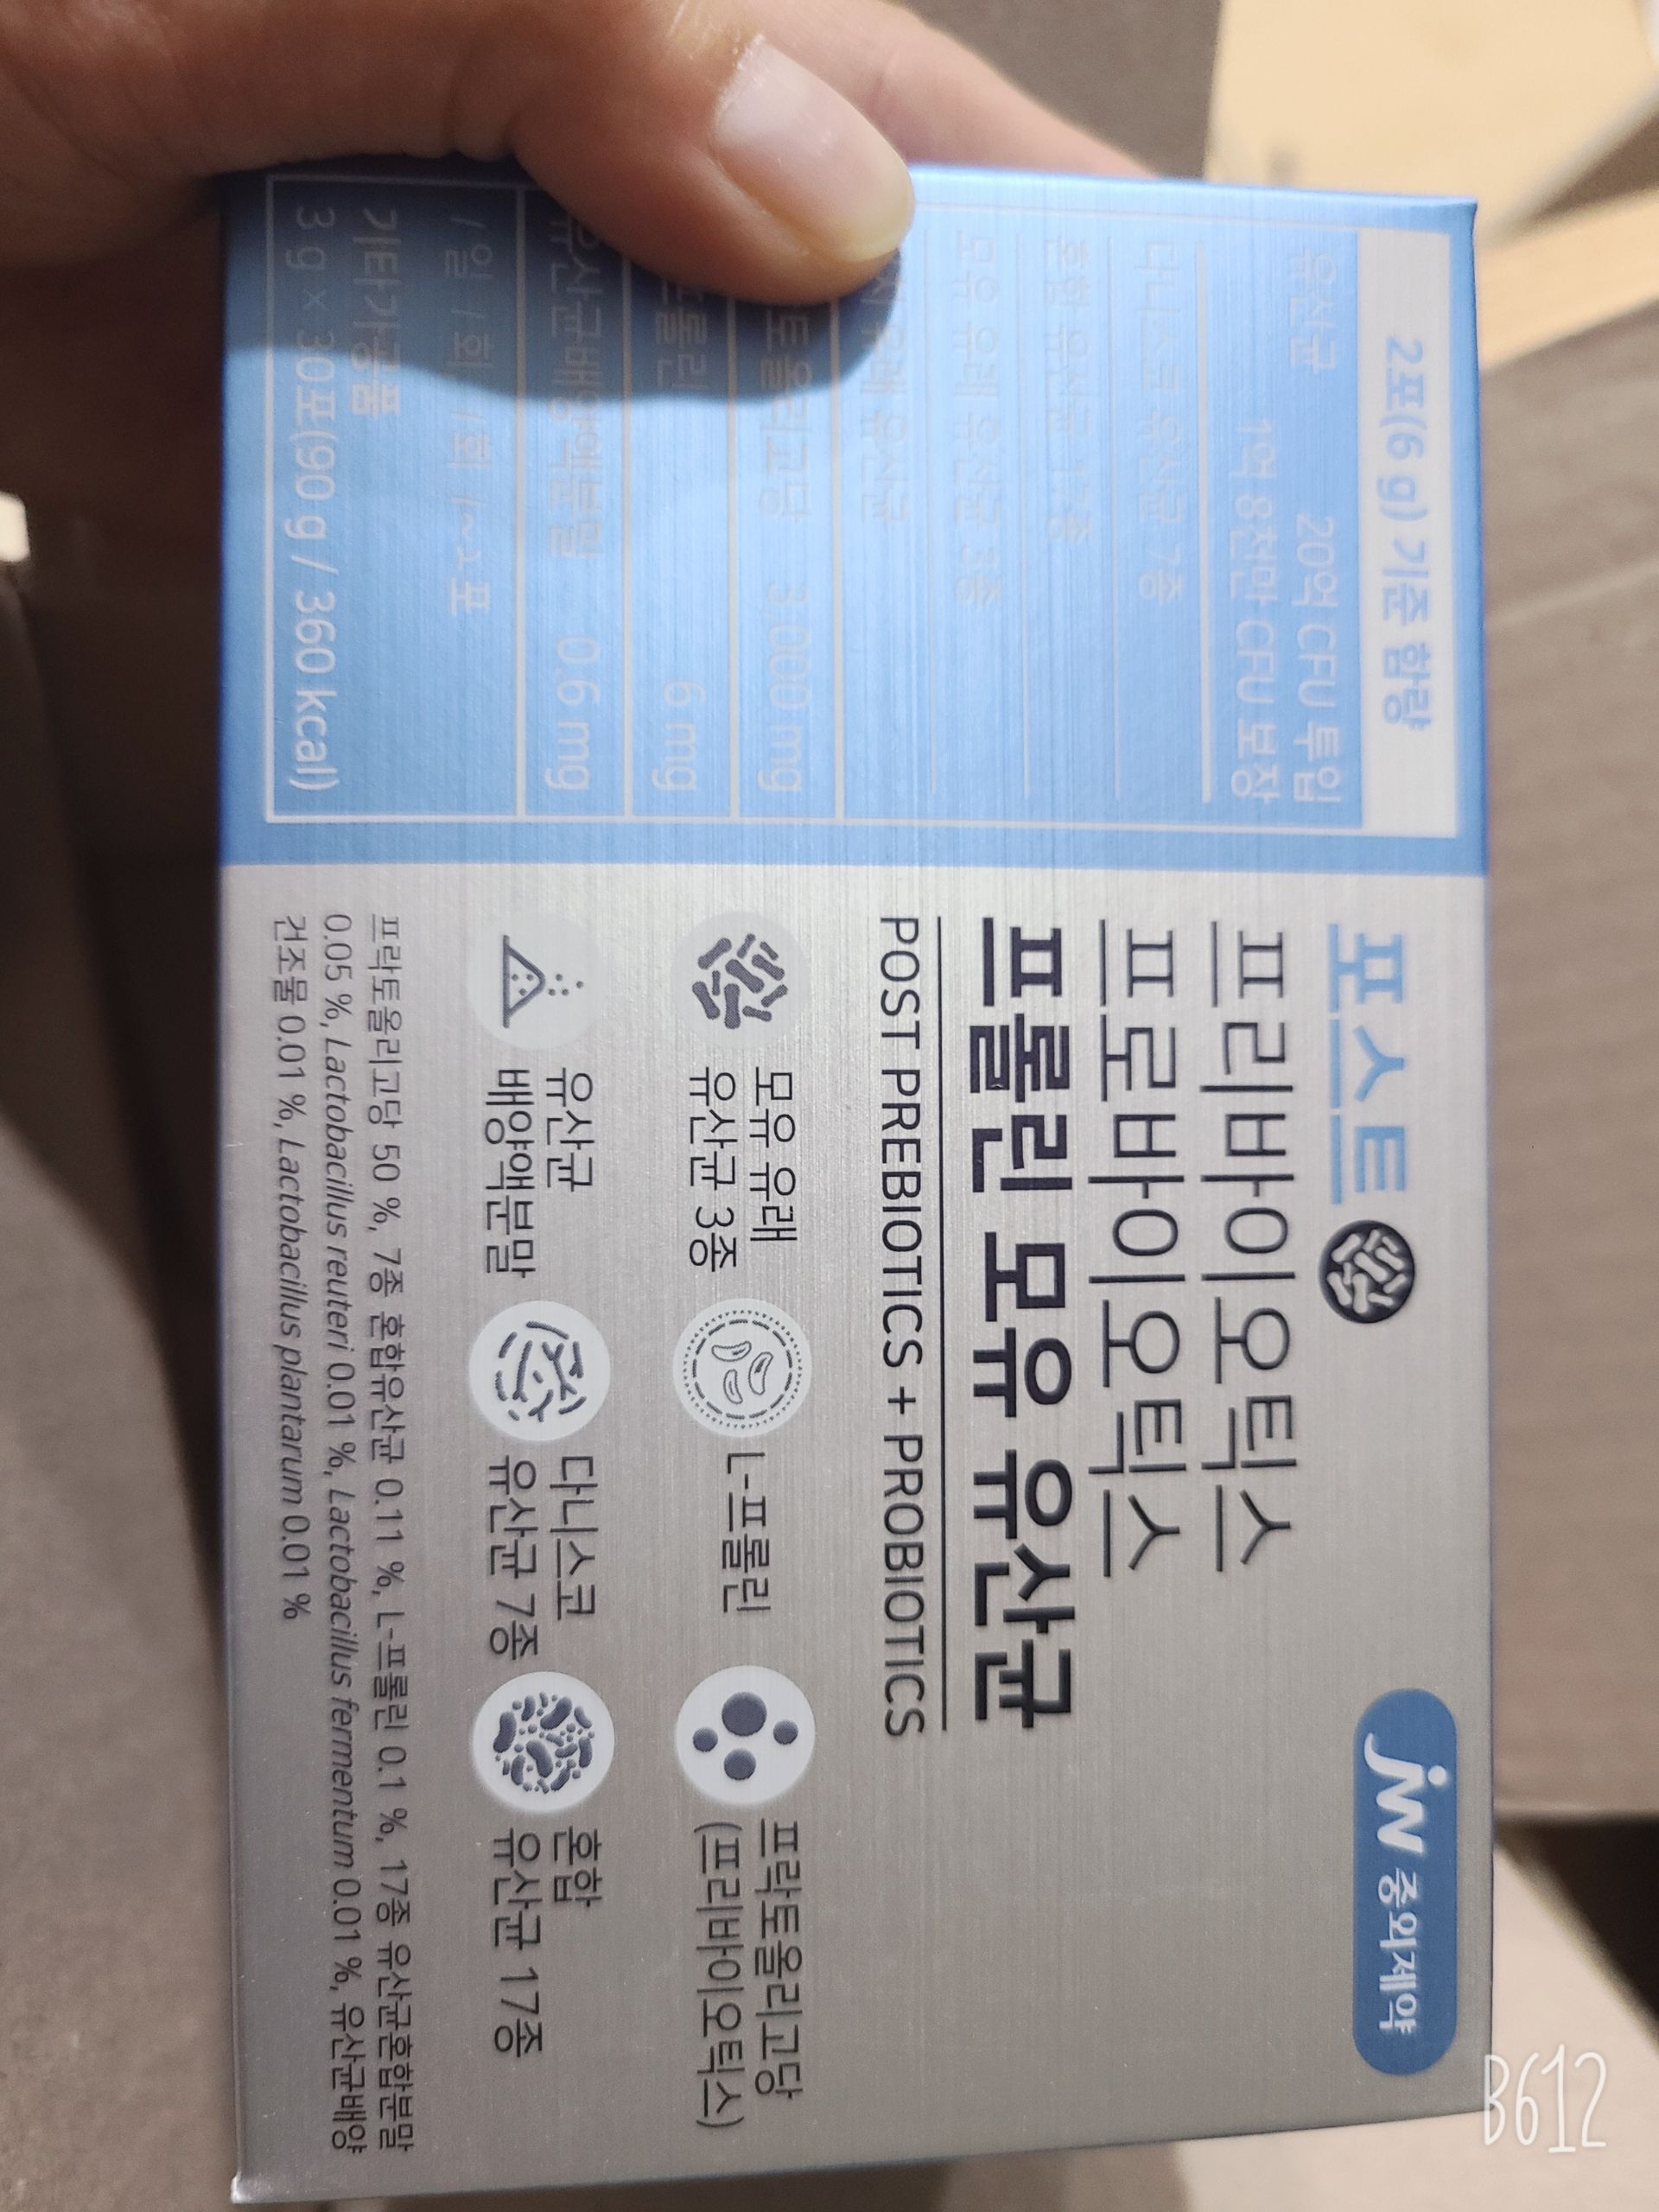 2포(6 g) 기준 함량
유산균 20억 CFU 투입
1억 8천만 CFU 보장
다니스코 유산균 7종
혼합 유산균 17종
모유 유래 유산균 3종
유래 유산균
3,000 mg
6 mg
유산균배양액분말 0.6 mg
1일 1회, 1회 1~2포
기타가공품
3 g × 30포(90 g / 360 kcal)
포스트
프리바이오틱스
프로바이오틱스
프롤린 모유 유산균
POST PREBIOTICS + PROBIOTICS
jw 중외제약
모유 유래
유산균 3종
L-프롤린
프락토올리고당
(프리바이오틱스)
유산균
배양액분말
다니스코
유산균 7종
혼합
유산균 17종
프락토올리고당 50 %, 7종 혼합유산균 0.11 %, L-프롤린 0.1 %, 17종 유산균혼합분말
0.05 %, Lactobacillus reuteri 0.01 %, Lactobacillus fermentum 0.01 %, 유산균배양
건조물 0.01 %, Lactobacillus plantarum 0.01 %
B612